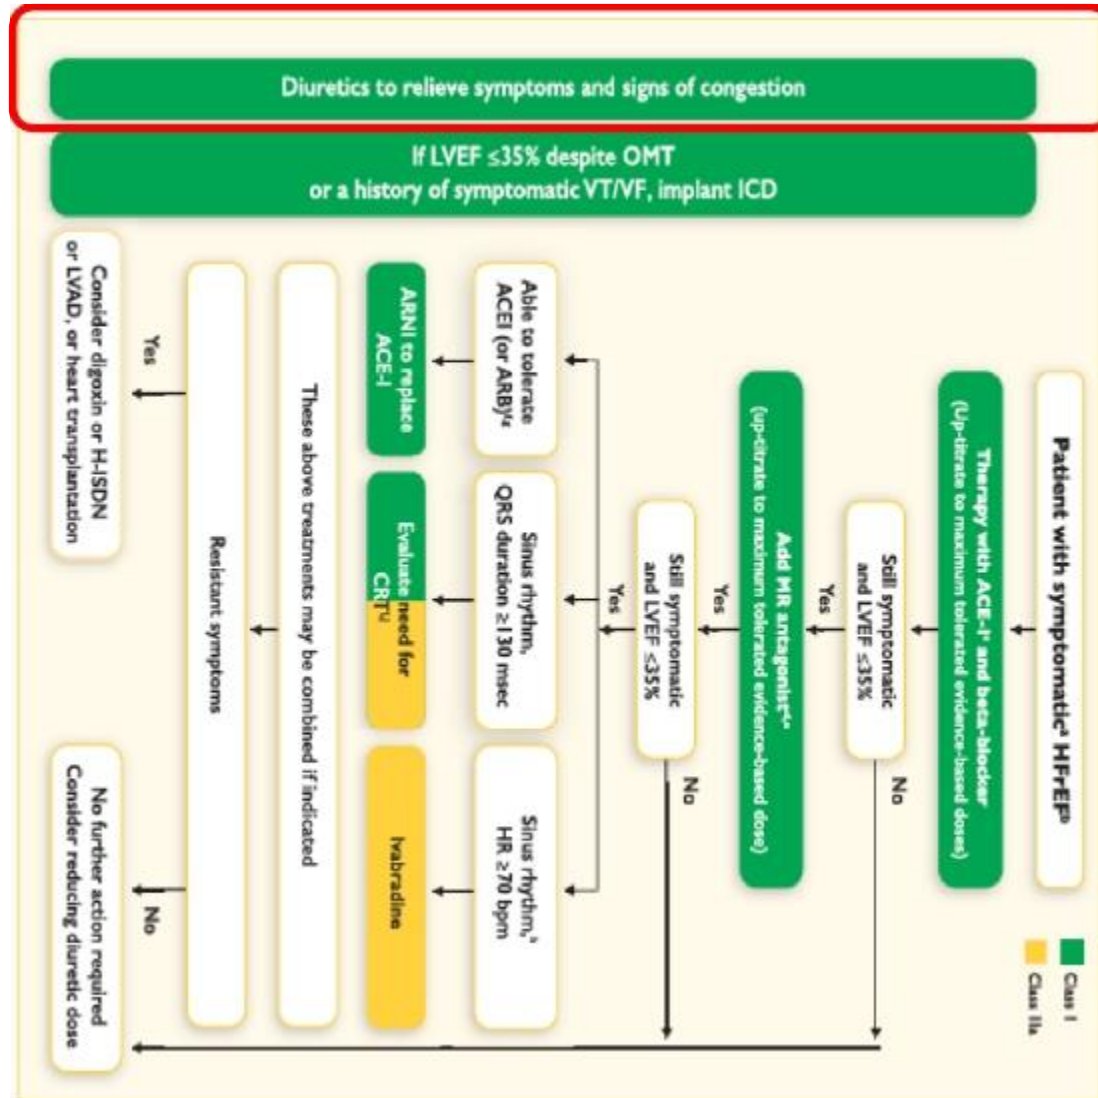 Diuretics to relieve symptoms and signs of congestion
If LVEF ≤35% despite OMT
or a history of symptomatic VT/VF, implant ICD
Patient with symptomatic HFrEF
Class I
Class IIa
Therapy with ACE-I and beta-blocker
(Up-titrate to maximum tolerated evidence-based doses)
Still symptomatic
and LVEF ≤35%
No
Yes
Add MR antagonist
(up-titrate to maximum tolerated evidence-based dose)
Yes
Still symptomatic
and LVEF ≤35%
No
Yes
Able to tolerate
ACEI (or ARB)
Sinus rhythm,
QRS duration ≥130 msec
Sinus rhythm,
HR ≥70 bpm
ARNI to replace
ACE-I
Evaluate need for
CRT
Ivabradine
These above treatments may be combined if indicated
Resistant symptoms
Yes
No
Consider digoxin or H-ISDN
or LVAD, or heart transplantation
No further action required
Consider reducing diuretic dose